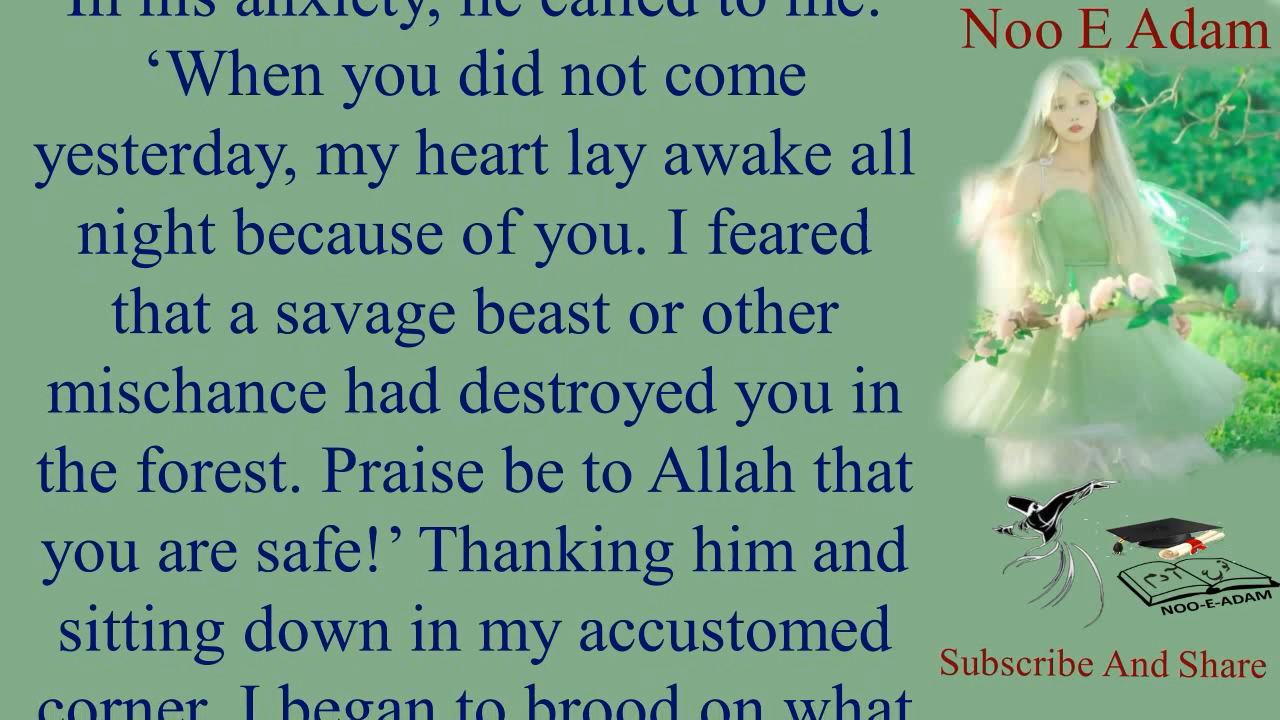 In his anxiety, he called to me:
‘When you did not come
yesterday, my heart lay awake all
night because of you. I feared
that a savage beast or other
mischance had destroyed you in
the forest. Praise be to Allah that
you are safe!’ Thanking him and
sitting down in my accustomed
corner, I began to brood on what
Noo E Adam
نوع آدم
NOO-E-ADAM
Subscribe And Share